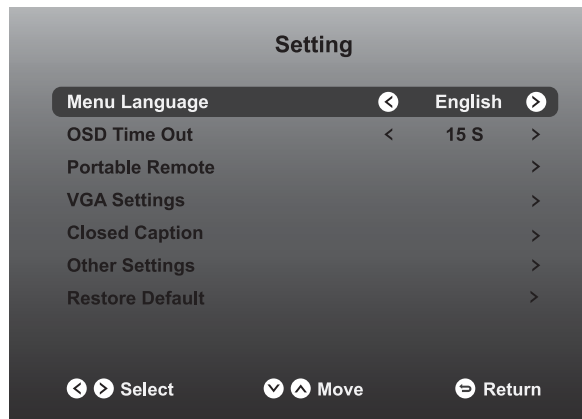 Setting
Menu Language < English >
OSD Time Out < 15 S >
Portable Remote >
VGA Settings >
Closed Caption >
Other Settings >
Restore Default >
Select Move Return